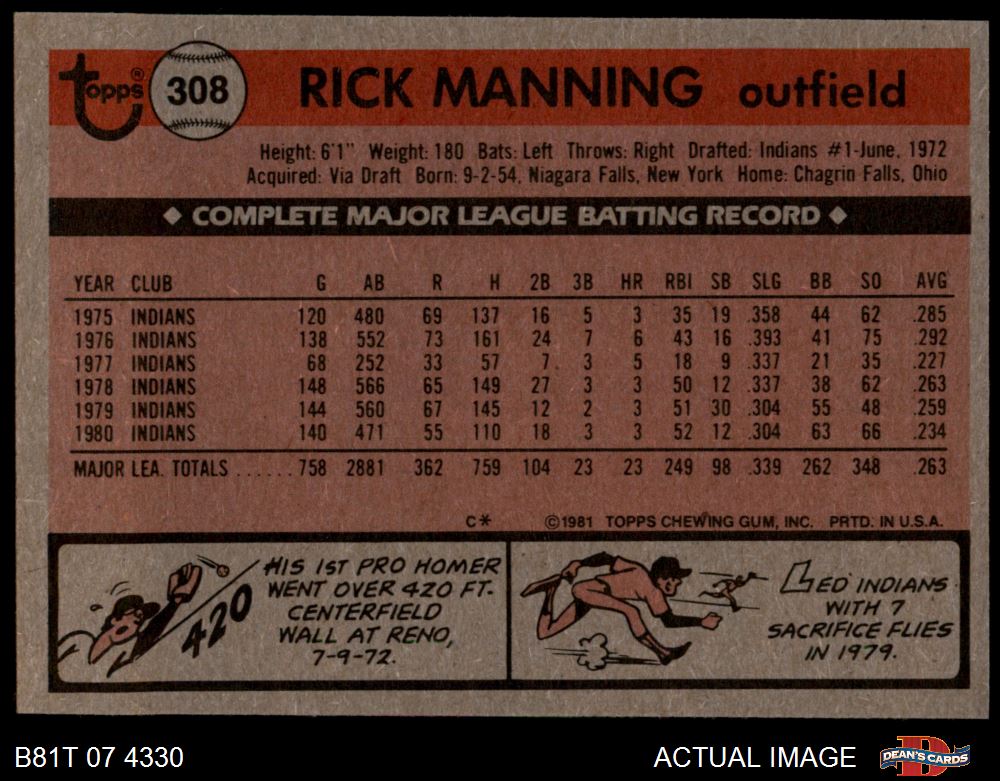 topps® 308 RICK MANNING outfield
Height: 6'1" Weight: 180 Bats: Left Throws: Right Drafted: Indians #1-June, 1972
Acquired: Via Draft Born: 9-2-54, Niagara Falls, New York Home: Chagrin Falls, Ohio
◆ COMPLETE MAJOR LEAGUE BATTING RECORD ◆
YEAR CLUB G AB R H 2B 3B HR RBI SB SLG BB SO AVG
1975 INDIANS 120 480 69 137 16 5 3 35 19 .358 44 62 .285
1976 INDIANS 138 552 73 161 24 7 6 43 16 .393 41 75 .292
1977 INDIANS 68 252 33 57 7 3 5 18 9 .337 21 35 .227
1978 INDIANS 148 566 65 149 27 3 3 50 12 .337 38 62 .263
1979 INDIANS 144 560 67 145 12 2 3 51 30 .304 55 48 .259
1980 INDIANS 140 471 55 110 18 3 3 52 12 .304 63 66 .234
MAJOR LEA. TOTALS ...... 758 2881 362 759 104 23 23 249 98 .339 262 348 .263
C* ©1981 TOPPS CHEWING GUM, INC. PRTD. IN U.S.A.
420
HIS 1ST PRO HOMER
WENT OVER 420 FT.
CENTERFIELD
WALL AT RENO,
7-9-72.
LED INDIANS
WITH 7
SACRIFICE FLIES
IN 1979.
B81T 07 4330 ACTUAL IMAGE DEAN'S CARDS